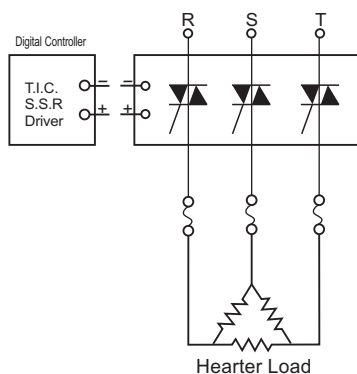 R S T
Digital Controller
T.I.C.
S.S.R
Driver
– –
+ +
Hearter Load